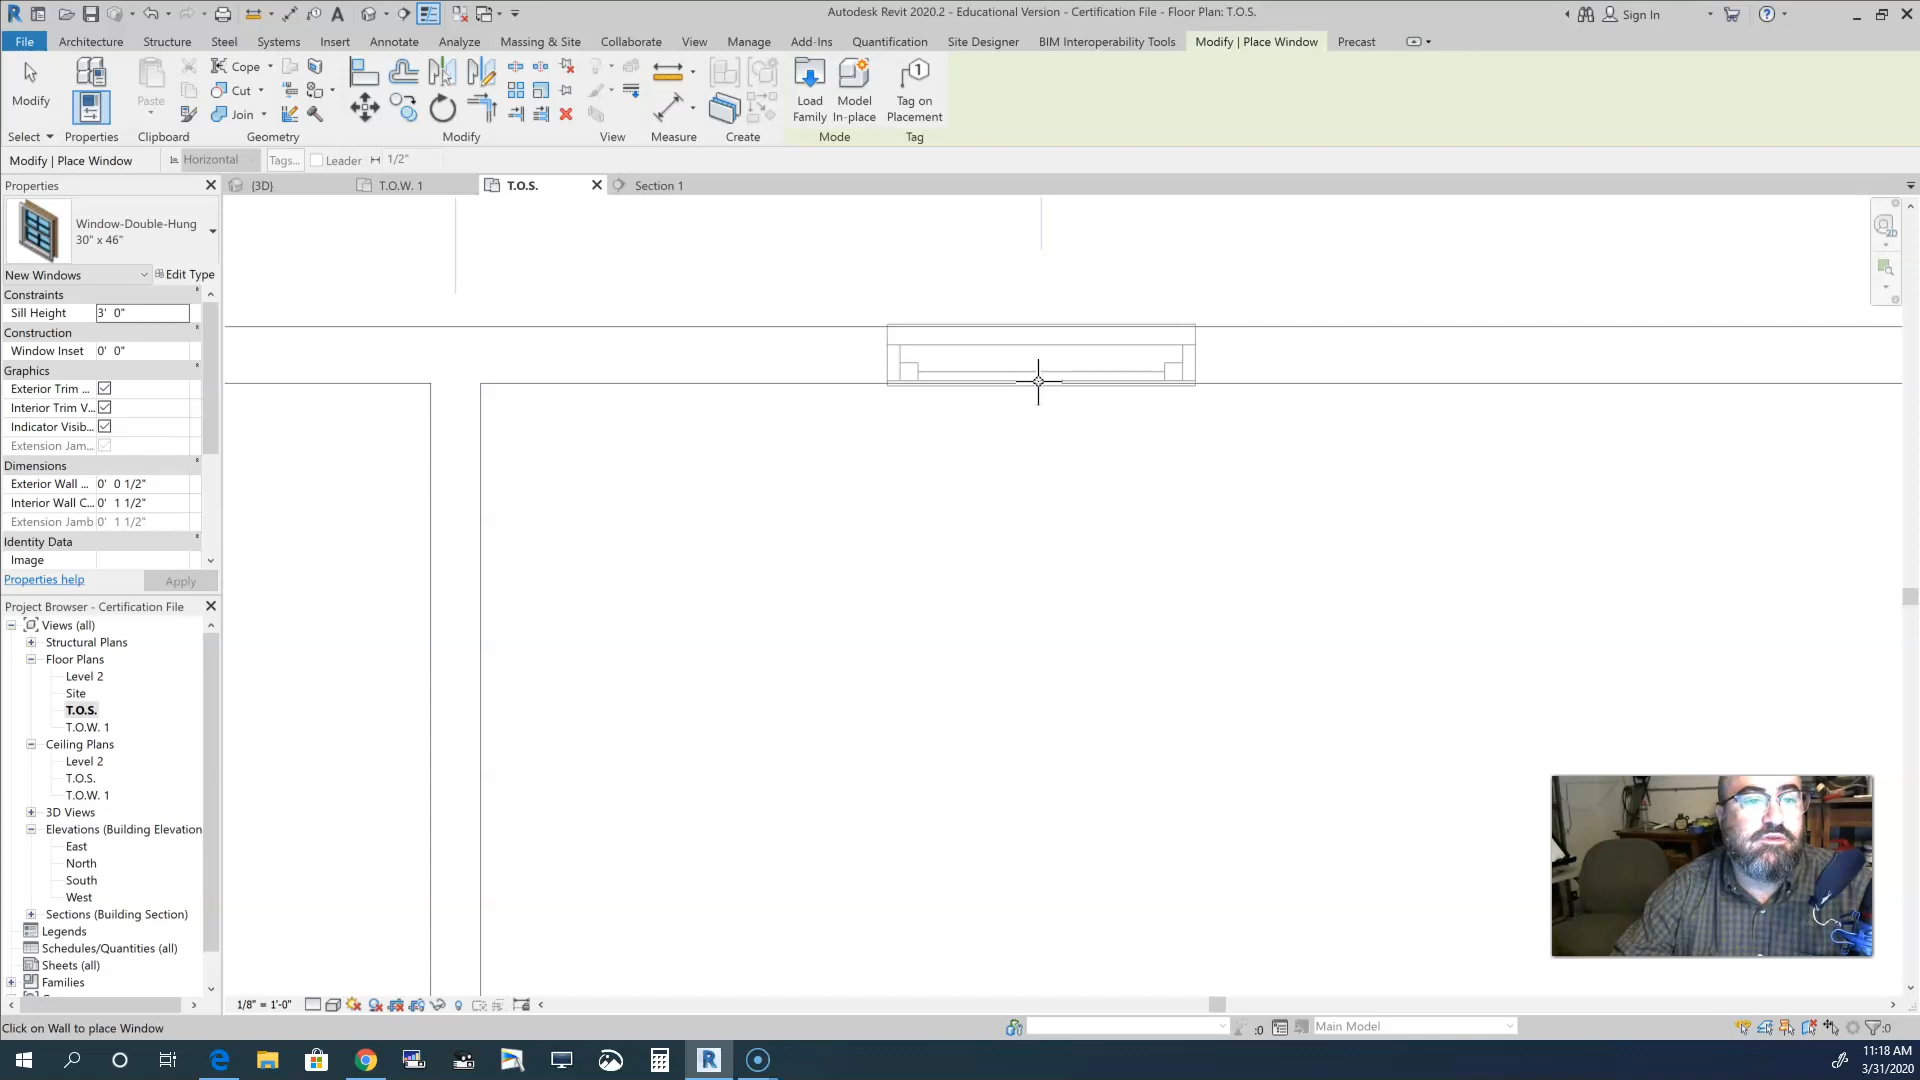 Autodesk Revit 2020.2 - Educational Version - Certification File - Floor Plan: T.O.S.
Sign In
File
Architecture
Structure
Steel
Systems
Insert
Annotate
Analyze
Massing & Site
Collaborate
View
Manage
Add-Ins
Quantification
Site Designer
BIM Interoperability Tools
Modify | Place Window
Precast
Modify
Properties
Paste
Cope
Cut
Join
Load Family
Model In-place
Tag on Placement
Select
Properties
Clipboard
Geometry
Modify
View
Measure
Create
Mode
Tag
Modify | Place Window
Horizontal
Tags...
Leader
1/2"
Properties
{3D}
T.O.W. 1
T.O.S.
Section 1
Window-Double-Hung
30" x 46"
New Windows
Edit Type
Constraints
Sill Height 3' 0"
Construction
Window Inset 0' 0"
Graphics
Exterior Trim ...
Interior Trim V...
Indicator Visib...
Extension Jam...
Dimensions
Exterior Wall ... 0' 0 1/2"
Interior Wall C... 0' 1 1/2"
Extension Jamb 0' 1 1/2"
Identity Data
Image
Properties help
Apply
Project Browser - Certification File
Views (all)
Structural Plans
Floor Plans
Level 2
Site
T.O.S.
T.O.W. 1
Ceiling Plans
Level 2
T.O.S.
T.O.W. 1
3D Views
Elevations (Building Elevation
East
North
South
West
Sections (Building Section)
Legends
Schedules/Quantities (all)
Sheets (all)
Families
1/8" = 1'-0"
Click on Wall to place Window
:0
Main Model
:0
11:18 AM
3/31/2020